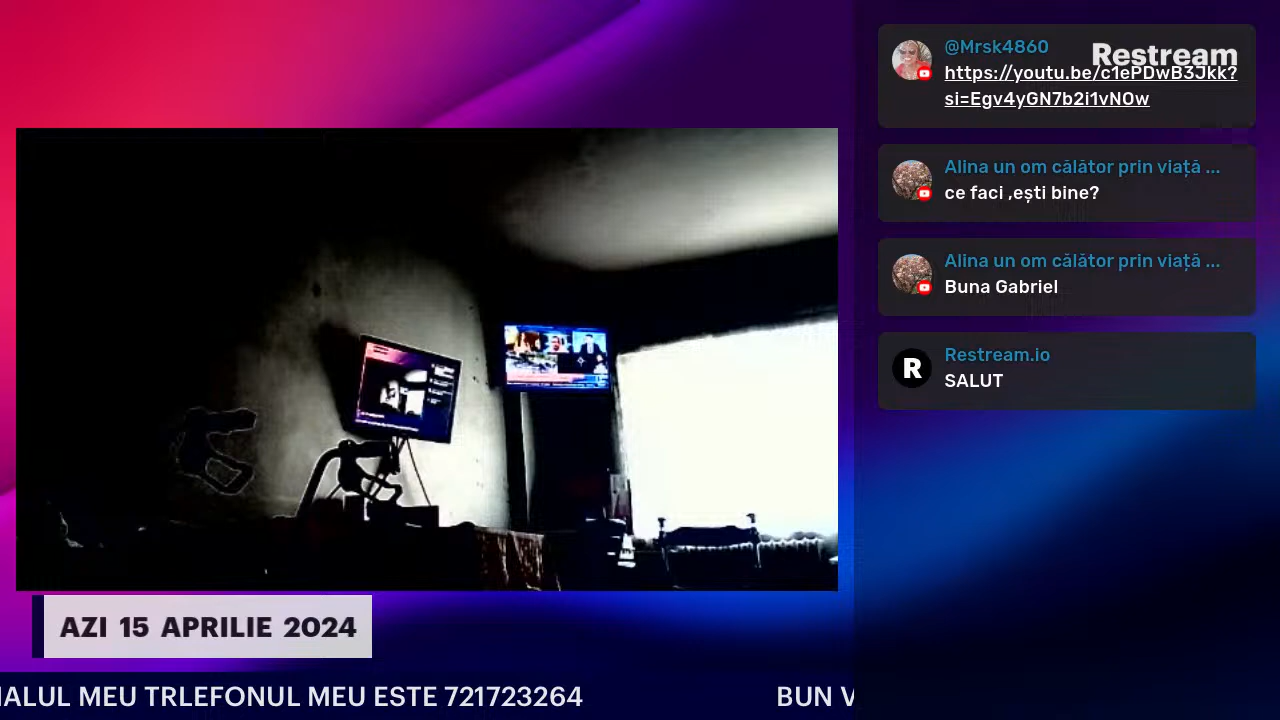 @Mrsk4860
Restream
https://youtu.be/c1ePDwB3Jkk?
si=Egv4yGN7b2i1vNOw
Alina un om călător prin viață ...
ce faci ,ești bine?
Alina un om călător prin viață ...
Buna Gabriel
R Restream.io
SALUT
AZI 15 APRILIE 2024
MEU TRLEFONUL MEU ESTE 721723264
BUN